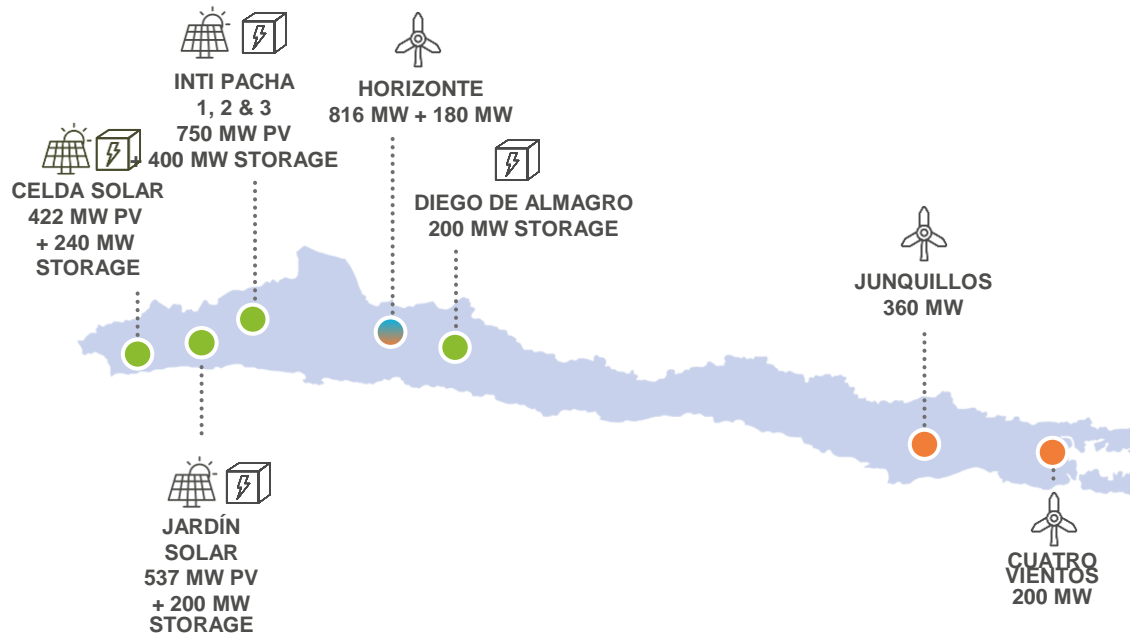 INTI PACHA
1, 2 & 3
750 MW PV
+ 400 MW STORAGE
HORIZONTE
816 MW + 180 MW
CELDA SOLAR
422 MW PV
+ 240 MW
STORAGE
DIEGO DE ALMAGRO
200 MW STORAGE
JUNQUILLOS
360 MW
JARDÍN
SOLAR
537 MW PV
+ 200 MW
STORAGE
CUATRO
VIENTOS
200 MW